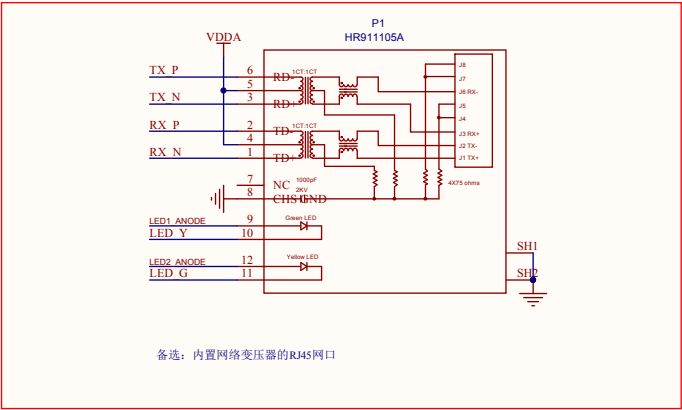 P1
HR911105A
VDDA
TX_P
6
RD-
1CT:1CT
5
TX_N
3
RD+
RX_P
2
TD-
1CT:1CT
4
RX_N
1
TD+
J8
J7
J6 RX-
J5
J4
J3 RX+
J2 TX-
J1 TX+
4X75 ohms
7
NC
1000pF
2KV
8
CHS GND
LED1_ANODE
9
Green LED
LED_Y
10
LED2_ANODE
12
Yellow LED
LED_G
11
SH1
SH2
备选：内置网络变压器的RJ45网口